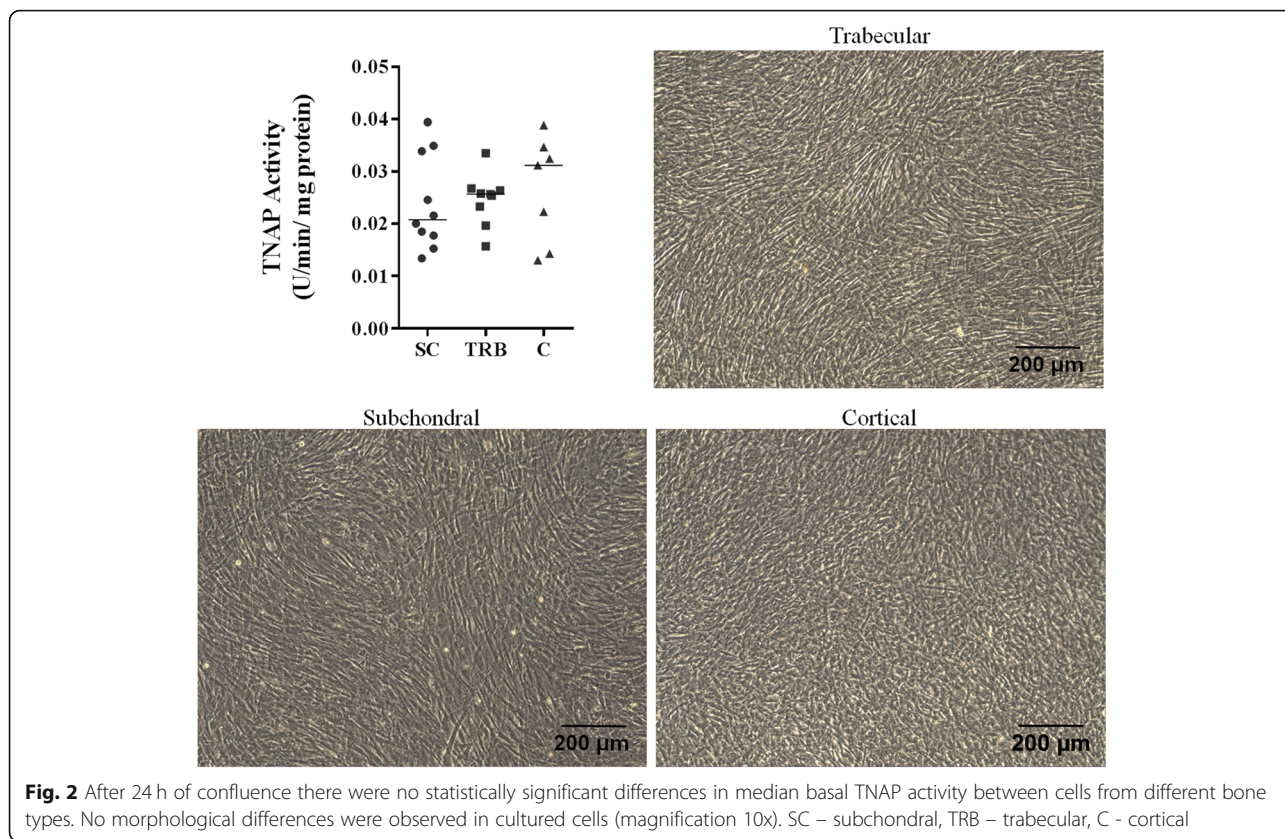 Trabecular
0.05
0.04
0.03
0.02
0.01
0.00
TNAP Activity
(U/min/ mg protein)
SC TRB C
200 µm
Subchondral
Cortical
200 µm
200 µm
Fig. 2 After 24 h of confluence there were no statistically significant differences in median basal TNAP activity between cells from different bone
types. No morphological differences were observed in cultured cells (magnification 10x). SC – subchondral, TRB – trabecular, C - cortical